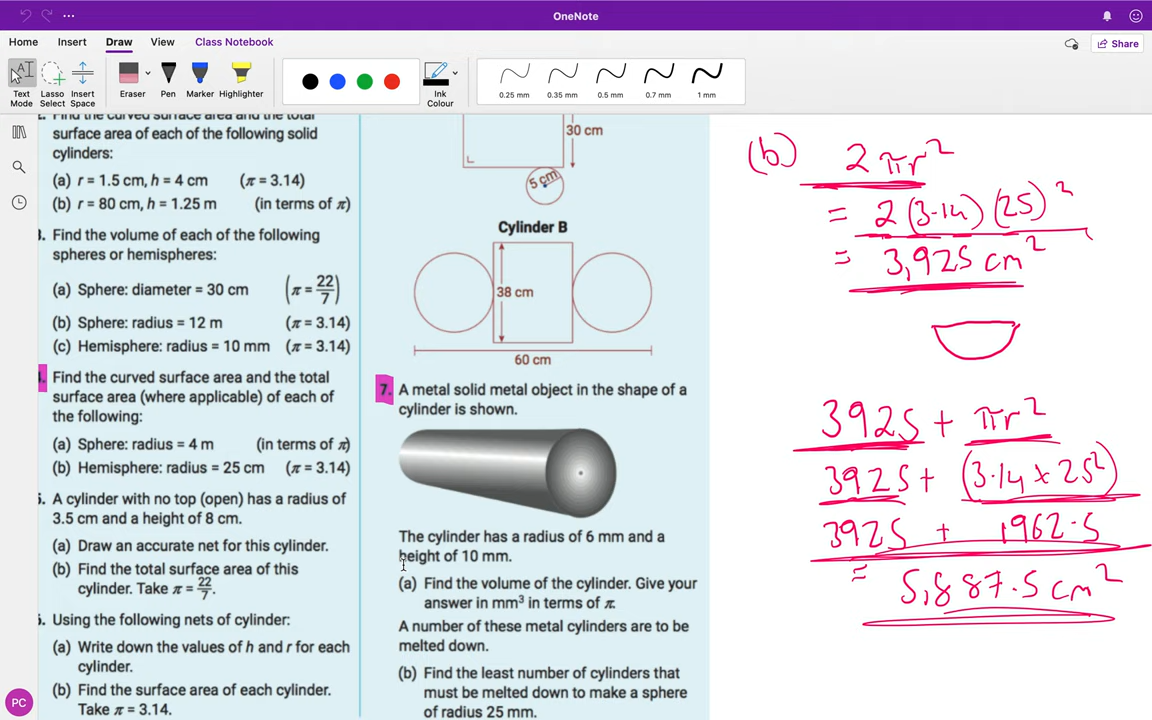 OneNote
Home Insert Draw View Class Notebook
Share
Text Mode
Lasso Select
Insert Space
Eraser
Pen
Marker
Highlighter
Ink Colour
0.25 mm 0.35 mm 0.5 mm 0.7 mm 1 mm
Find the curved surface area and the total
surface area of each of the following solid
cylinders:
(a) r = 1.5 cm, h = 4 cm (π = 3.14)
(b) r = 80 cm, h = 1.25 m (in terms of π)
3. Find the volume of each of the following
spheres or hemispheres:
(a) Sphere: diameter = 30 cm (π = 22/7)
(b) Sphere: radius = 12 m (π = 3.14)
(c) Hemisphere: radius = 10 mm (π = 3.14)
4. Find the curved surface area and the total
surface area (where applicable) of each of
the following:
(a) Sphere: radius = 4 m (in terms of π)
(b) Hemisphere: radius = 25 cm (π = 3.14)
5. A cylinder with no top (open) has a radius of
3.5 cm and a height of 8 cm.
(a) Draw an accurate net for this cylinder.
(b) Find the total surface area of this
cylinder. Take π = 22/7.
6. Using the following nets of cylinder:
(a) Write down the values of h and r for each
cylinder.
(b) Find the surface area of each cylinder.
Take π = 3.14.
30 cm
5 cm
Cylinder B
38 cm
60 cm
7. A metal solid metal object in the shape of a
cylinder is shown.
The cylinder has a radius of 6 mm and a
height of 10 mm.
(a) Find the volume of the cylinder. Give your
answer in mm³ in terms of π.
A number of these metal cylinders are to be
melted down.
(b) Find the least number of cylinders that
must be melted down to make a sphere
of radius 25 mm.
(b) 2πr²
= 2(3.14)(25)²
= 3,925 cm²
3925 + πr²
3925 + (3.14 x 25²)
3925 + 1962.5
= 5,887.5 cm²
PC